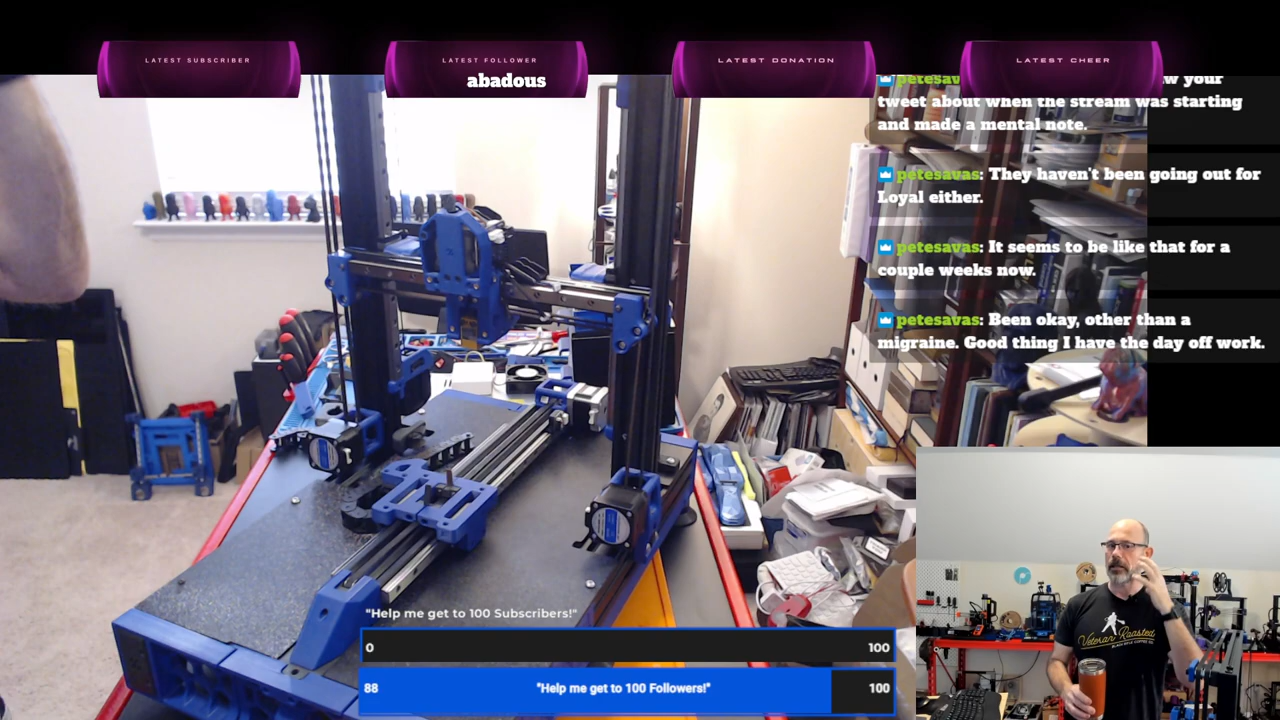 LATEST SUBSCRIBER
LATEST FOLLOWER
abadous
LATEST DONATION
LATEST CHEER
petesav
your
tweet about when the stream was starting
and made a mental note.
petesavas: They haven't been going out for
Loyal either.
petesavas: It seems to be like that for a
couple weeks now.
petesavas: Been okay, other than a
migraine. Good thing I have the day off work.
"Help me get to 100 Subscribers!"
0 100
88 "Help me get to 100 Followers!" 100
Veteran Roasted